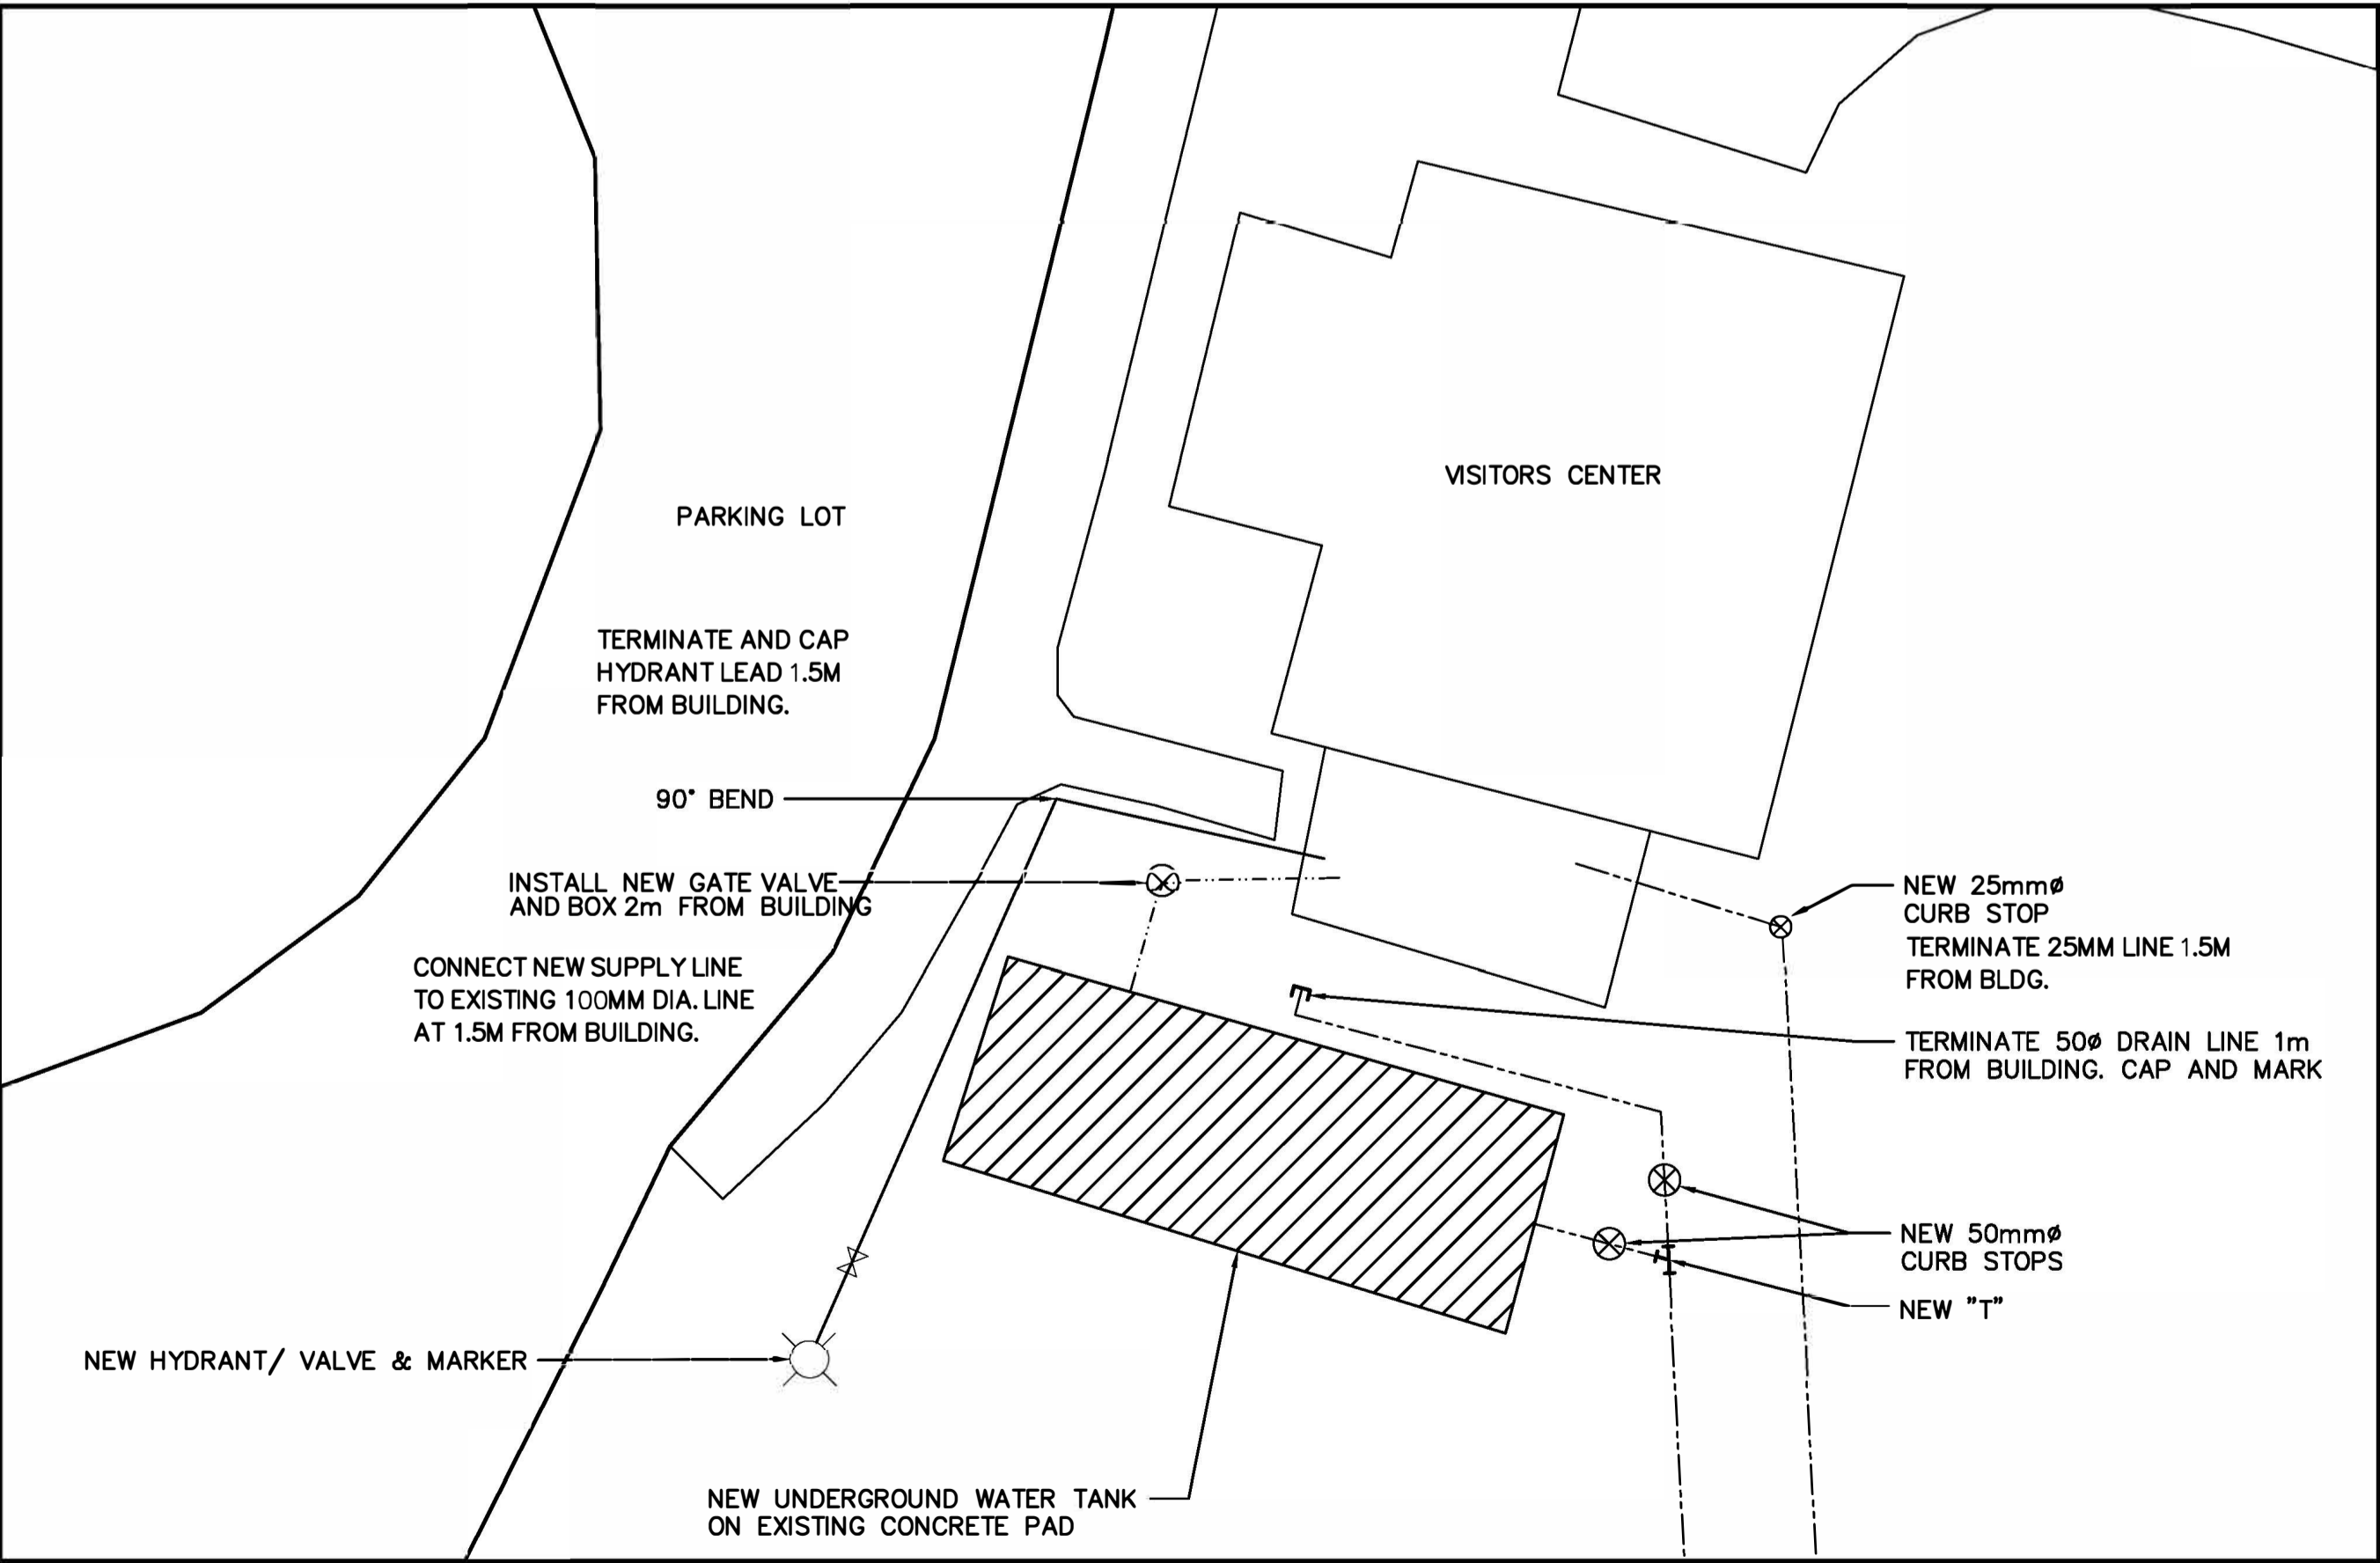 VISITORS CENTER
PARKING LOT
TERMINATE AND CAP
HYDRANT LEAD 1.5M
FROM BUILDING.
90° BEND
INSTALL NEW GATE VALVE
AND BOX 2m FROM BUILDING
CONNECT NEW SUPPLY LINE
TO EXISTING 100MM DIA. LINE
AT 1.5M FROM BUILDING.
NEW 25mmø
CURB STOP
TERMINATE 25MM LINE 1.5M
FROM BLDG.
TERMINATE 50ø DRAIN LINE 1m
FROM BUILDING. CAP AND MARK
NEW 50mmø
CURB STOPS
NEW "T"
NEW HYDRANT/ VALVE & MARKER
NEW UNDERGROUND WATER TANK
ON EXISTING CONCRETE PAD